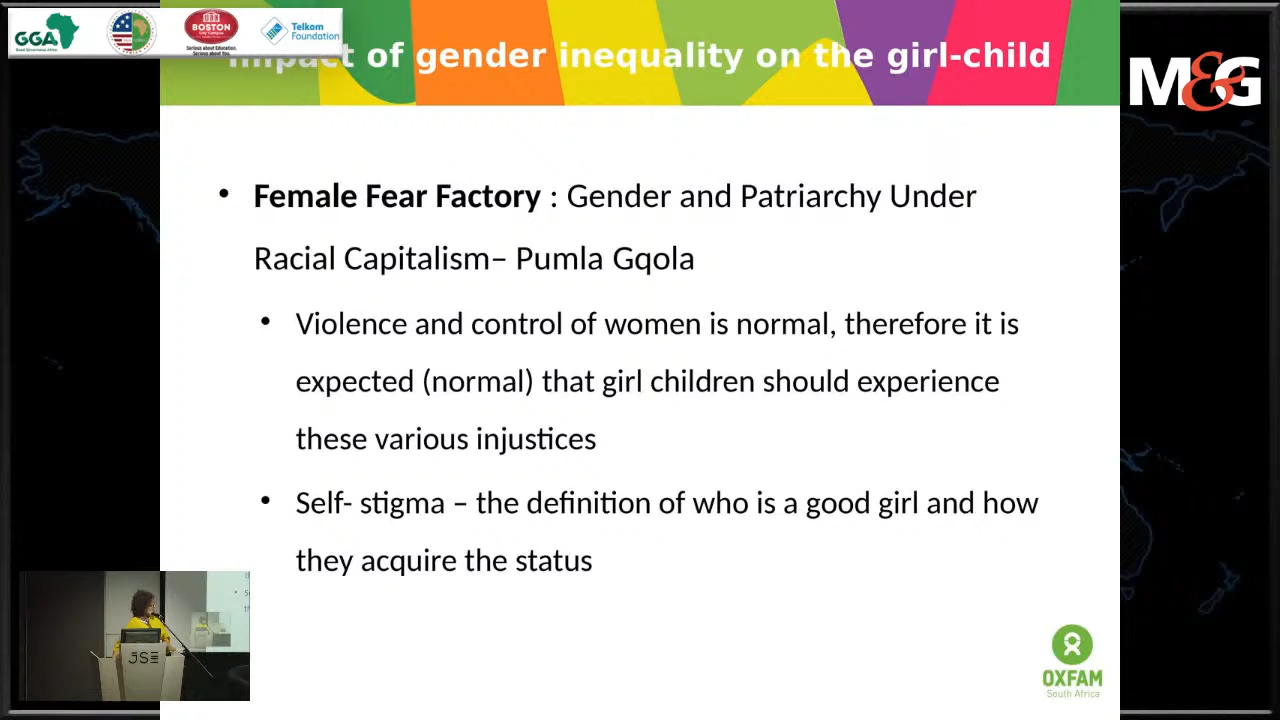 GGA
Good Governance Africa
BOSTON
City Campus
Serious about Education.
Serious about You.
Telkom
Foundation
Impact of gender inequality on the girl-child
M&G
• Female Fear Factory : Gender and Patriarchy Under
Racial Capitalism– Pumla Gqola
• Violence and control of women is normal, therefore it is
expected (normal) that girl children should experience
these various injustices
• Self- stigma – the definition of who is a good girl and how
they acquire the status
JSE
OXFAM
South Africa